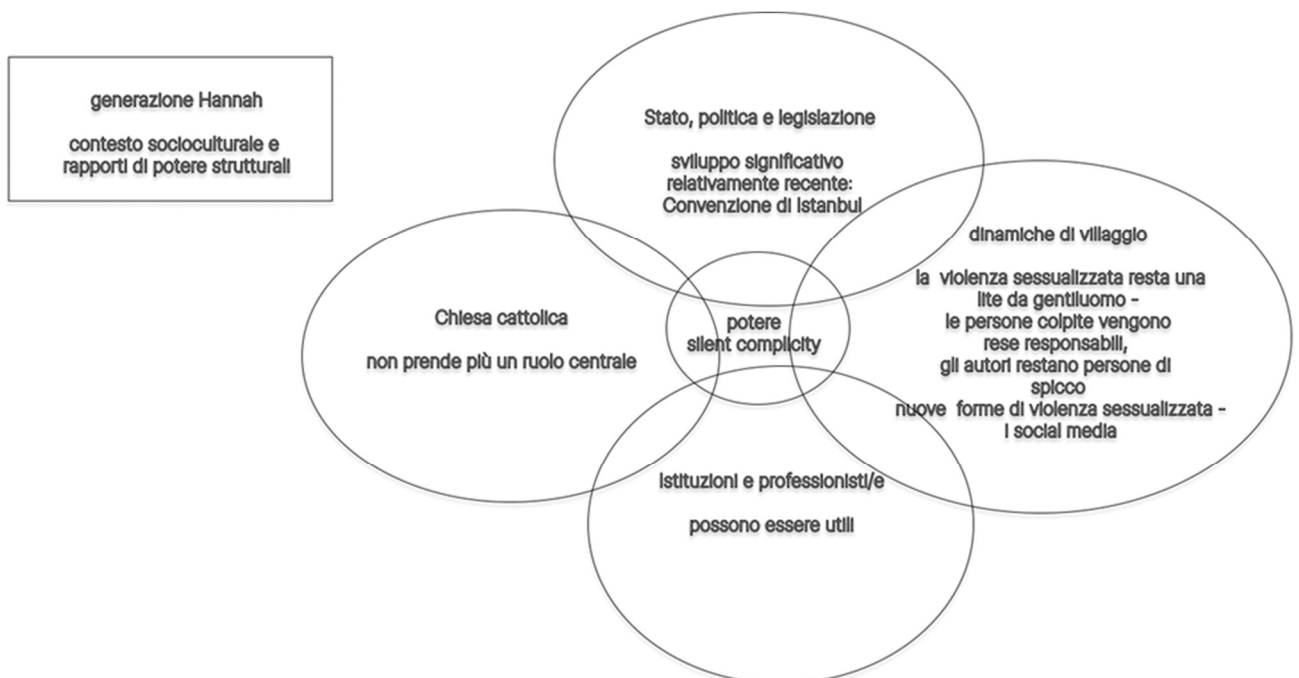 generazione Hannah
contesto socioculturale e
rapporti di potere strutturali
Stato, politica e legislazione
sviluppo significativo
relativamente recente:
Convenzione di Istanbul
dinamiche di villaggio
la violenza sessualizzata resta una
lite da gentiluomo -
le persone colpite vengono
rese responsabili,
gli autori restano persone di
spicco
nuove forme di violenza sessualizzata -
i social media
Chiesa cattolica
non prende più un ruolo centrale
potere
silent complicity
Istituzioni e professionisti/e
possono essere utili